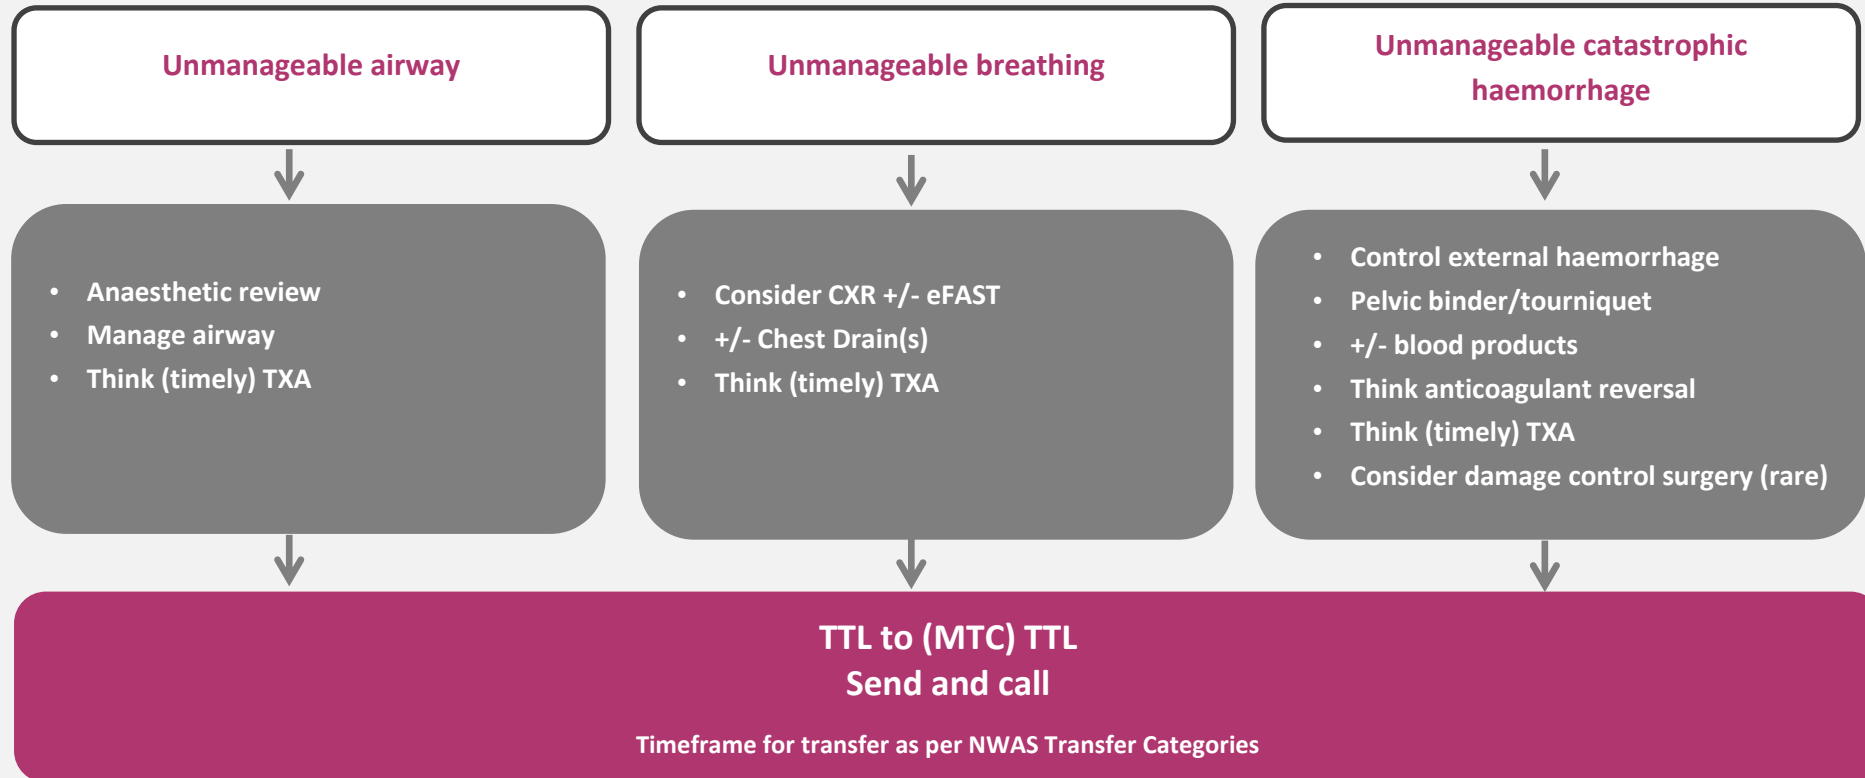 Unmanageable airway
Unmanageable breathing
Unmanageable catastrophic
haemorrhage
• Anaesthetic review
• Manage airway
• Think (timely) TXA
• Consider CXR +/- eFAST
• +/- Chest Drain(s)
• Think (timely) TXA
• Control external haemorrhage
• Pelvic binder/tourniquet
• +/- blood products
• Think anticoagulant reversal
• Think (timely) TXA
• Consider damage control surgery (rare)
TTL to (MTC) TTL
Send and call
Timeframe for transfer as per NWAS Transfer Categories